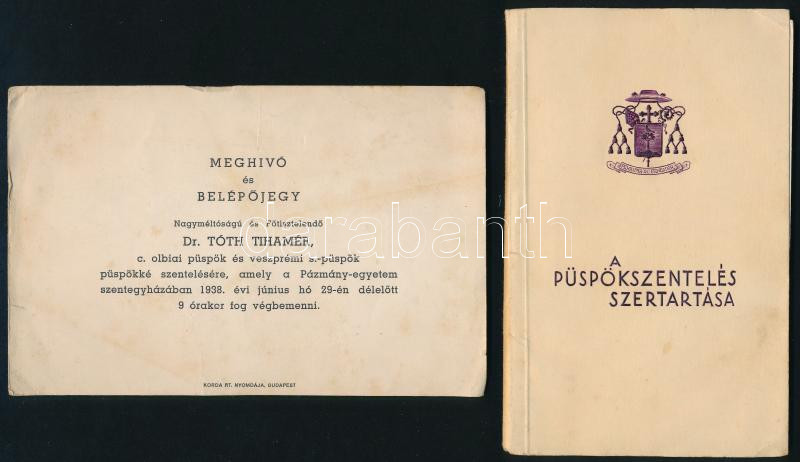 MEGHIVÓ
és
BELÉPŐJEGY
Nagyméltóságú és Főtisztelendő
Dr. TÓTH TIHAMÉR,
c. olbiai püspök és veszprémi s.-püspök
püspökké szentelésére, amely a Pázmány-egyetem
szentegyházában 1938. évi június hó 29-én délelőtt
9 órakor fog végbemenni.
KORDA RT. NYOMDÁJA, BUDAPEST
A
PÜSPÖKSZENTELÉS
SZERTARTÁSA
darabanth